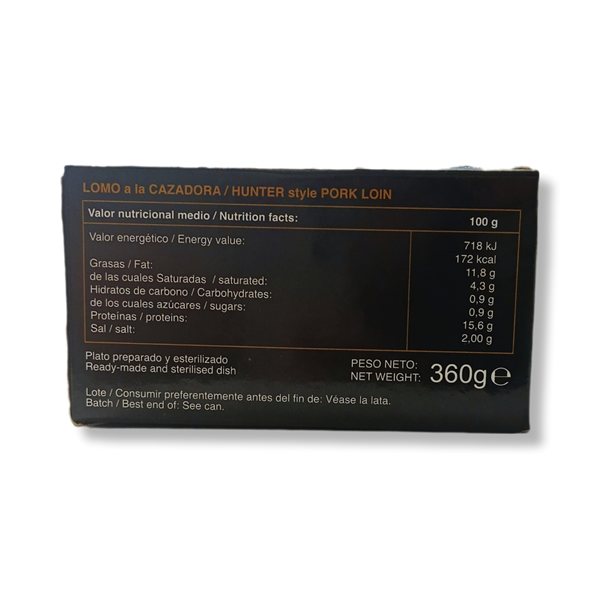 LOMO a la CAZADORA / HUNTER style PORK LOIN
Valor nutricional medio / Nutrition facts: 100 g
Valor energético / Energy value: 718 kJ
172 kcal
Grasas / Fat: 11,8 g
de las cuales Saturadas / saturated: 4,3 g
Hidratos de carbono / Carbohydrates: 0,9 g
de los cuales azúcares / sugars: 0,9 g
Proteínas / proteins: 15,6 g
Sal / salt: 2,00 g
Plato preparado y esterilizado
Ready-made and sterilised dish
PESO NETO:
NET WEIGHT: 360g℮
Lote / Consumir preferentemente antes del fin de: Véase la lata.
Batch / Best end of: See can.